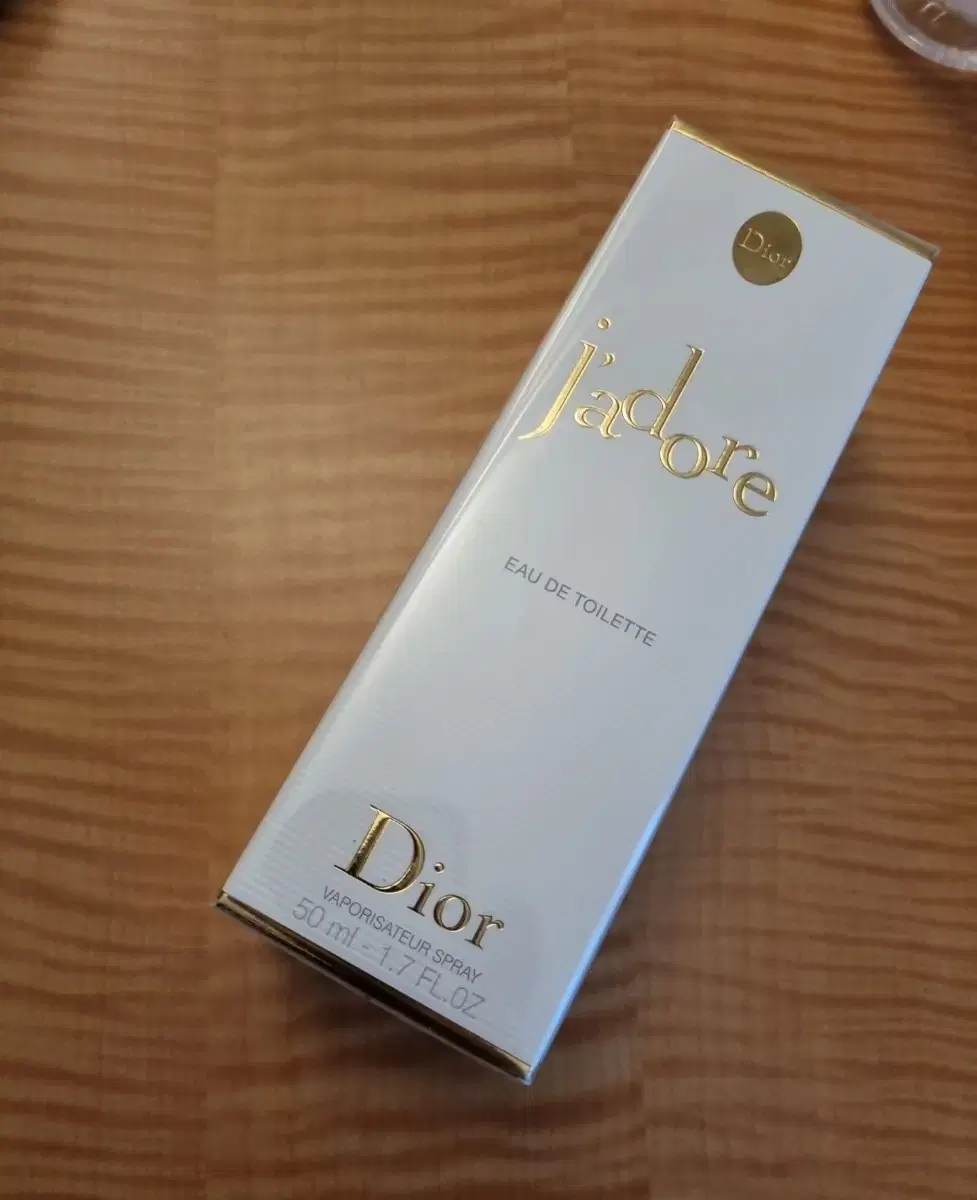 Dior
j'adore
EAU DE TOILETTE
Dior
VAPORISATEUR SPRAY
50 ml - 1.7 FL.OZ